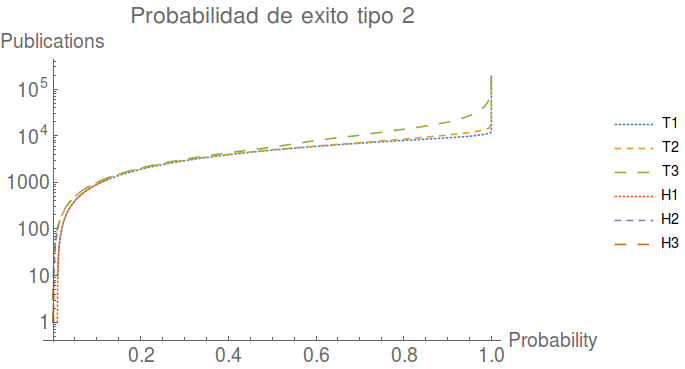 Probabilidad de exito tipo 2
Publications
10^5
10^4
1000
100
10
1
0.2 0.4 0.6 0.8 1.0
Probability
T1
T2
T3
H1
H2
H3